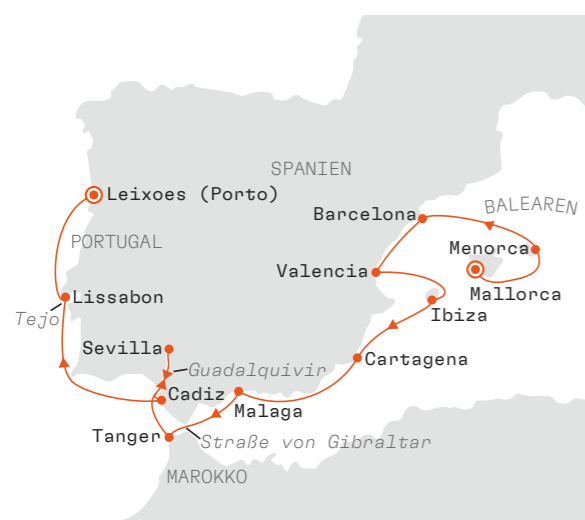 SPANIEN
Leixoes (Porto)
BALEAREN
Barcelona
PORTUGAL
Menorca
Valencia
Mallorca
Lissabon
Ibiza
Tejo
Sevilla
Cartagena
Guadalquivir
Cadiz
Malaga
Tanger
Straße von Gibraltar
MAROKKO